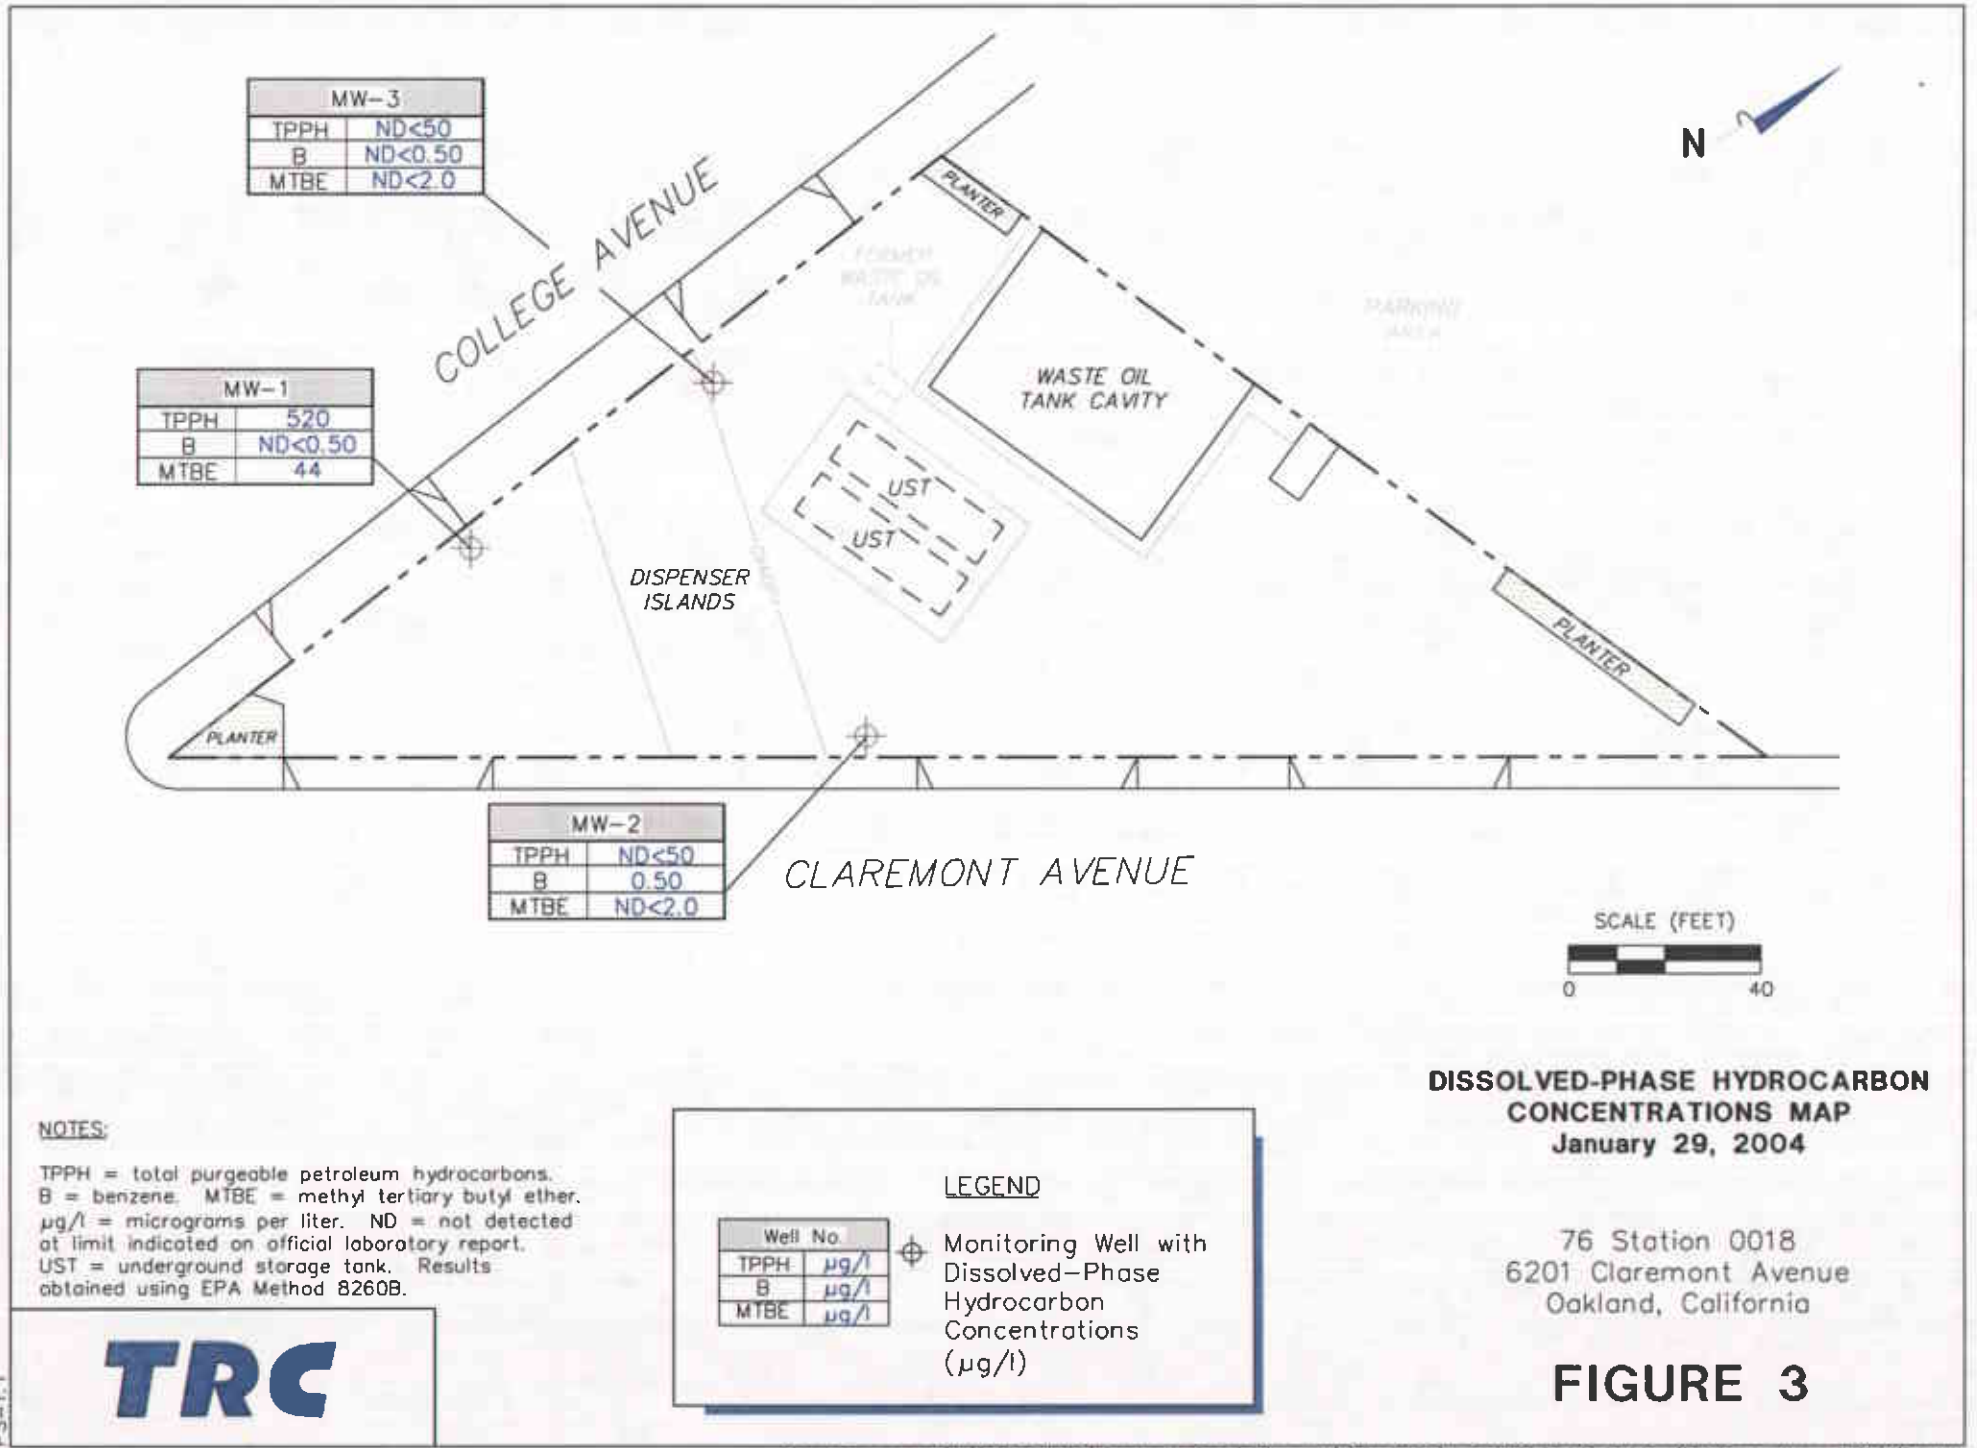 MW-3
TPPH ND<50
B ND<0.50
MTBE ND<2.0
COLLEGE AVENUE
N
PLANTER
FORMER
WASTE OIL
TANK
PARKING
AREA
MW-1
TPPH 520
B ND<0.50
MTBE 44
WASTE OIL
TANK CAVITY
UST
UST
DISPENSER
ISLANDS
PLANTER
PLANTER
MW-2
TPPH ND<50
B 0.50
MTBE ND<2.0
CLAREMONT AVENUE
SCALE (FEET)
0 40
DISSOLVED-PHASE HYDROCARBON
CONCENTRATIONS MAP
January 29, 2004
NOTES:
TPPH = total purgeable petroleum hydrocarbons.
B = benzene. MTBE = methyl tertiary butyl ether.
µg/l = micrograms per liter. ND = not detected
at limit indicated on official laboratory report.
UST = underground storage tank. Results
obtained using EPA Method 8260B.
LEGEND
Well No.
TPPH µg/l
B µg/l
MTBE µg/l
Monitoring Well with
Dissolved-Phase
Hydrocarbon
Concentrations
(µg/l)
76 Station 0018
6201 Claremont Avenue
Oakland, California
TRC
FIGURE 3